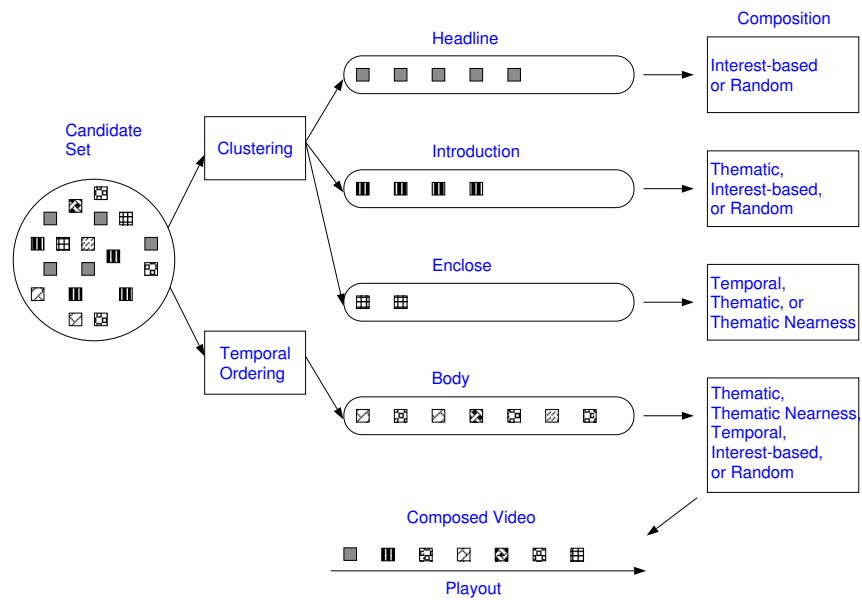 Composition
Headline
Interest-based
or Random
Candidate
Set
Clustering
Introduction
Thematic,
Interest-based,
or Random
Enclose
Temporal,
Thematic, or
Thematic Nearness
Temporal
Ordering
Body
Thematic,
Thematic Nearness,
Temporal,
Interest-based,
or Random
Composed Video
Playout